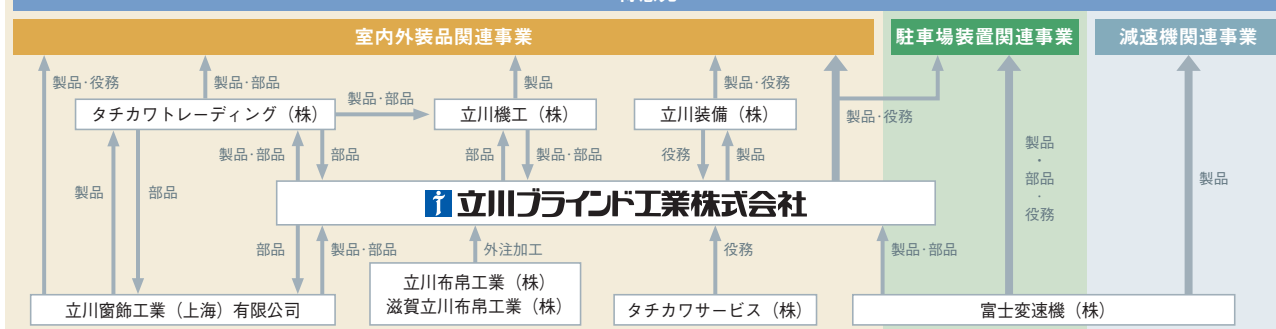 室内外装品関連事業
駐車場装置関連事業
減速機関連事業
製品・役務
製品・部品
製品
製品・役務
タチカワトレーディング（株）
製品・部品
立川機工（株）
立川装備（株）
製品・役務
製品・部品
部品
部品
製品・部品
役務
製品
製品・部品・役務
製品
製品
部品
立川ブラインド工業株式会社
部品
製品・部品
外注加工
役務
製品・部品
立川窗飾工業（上海）有限公司
立川布帛工業（株）
滋賀立川布帛工業（株）
タチカワサービス（株）
富士変速機（株）